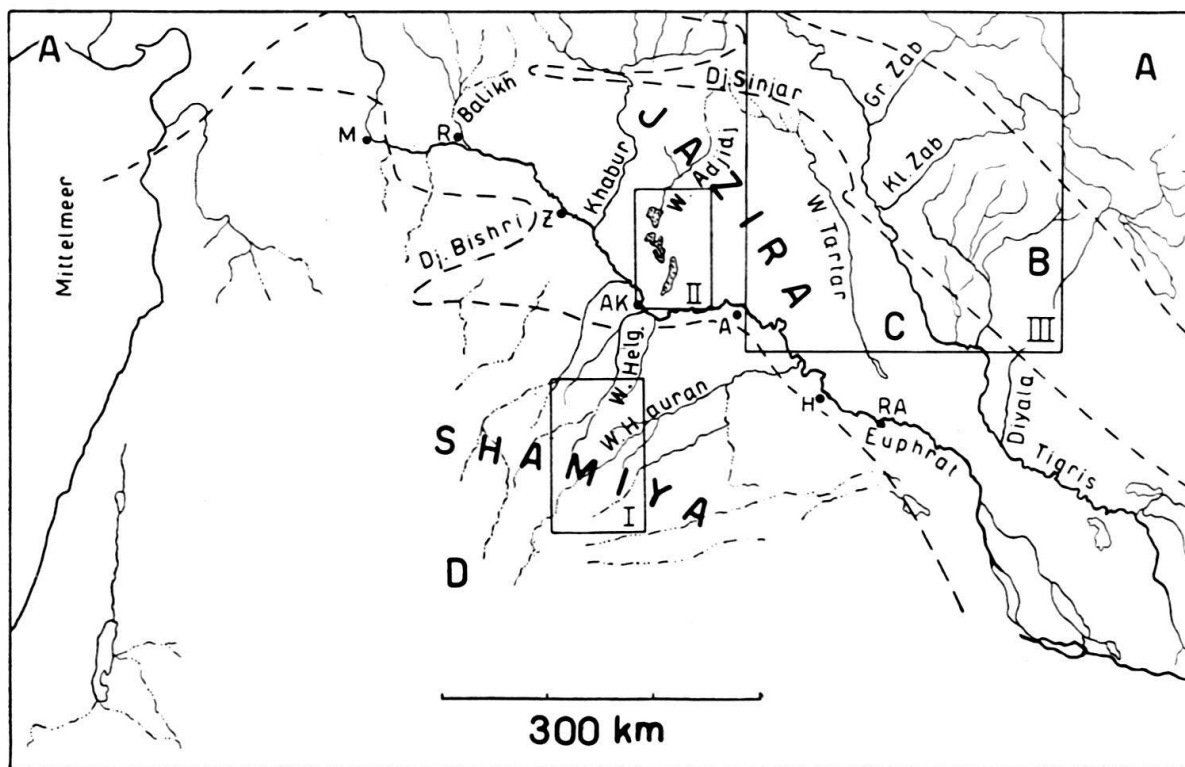 A
A
Mittelmeer
M
R
Balikh
Khabur
Dj. Sinjar
Gr. Zab
Kl. Zab
JAZIRA
W. Adjidj
W. Tartar
Dj. Bishri
Z
II
B
III
C
AK
A
W. Helg.
W. Hauran
H
RA
Euphrat
Diyala
Tigris
SHAMIYA
I
D
300 km